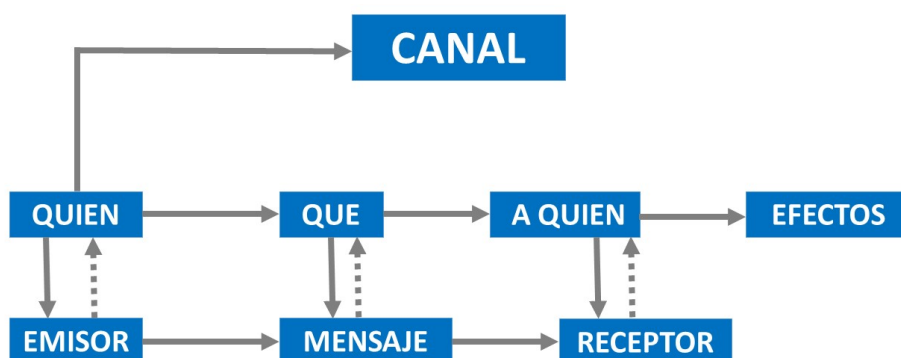 CANAL
QUIEN
QUE
A QUIEN
EFECTOS
EMISOR
MENSAJE
RECEPTOR